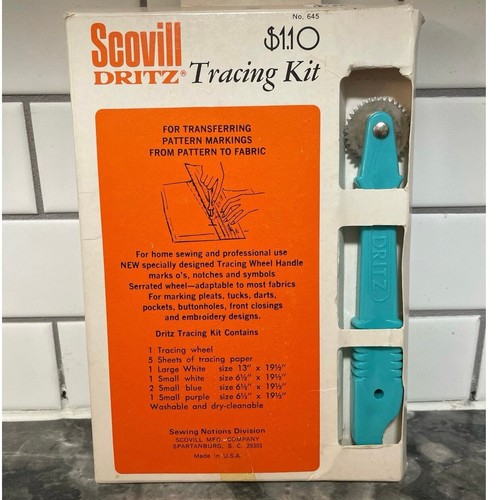 No. 645
Scovill
$1.10
DRITZ® Tracing Kit
FOR TRANSFERRING
PATTERN MARKINGS
FROM PATTERN TO FABRIC
For home sewing and professional use
NEW specially designed Tracing Wheel Handle
marks o's, notches and symbols
Serrated wheel—adaptable to most fabrics
For marking pleats, tucks, darts,
pockets, buttonholes, front closings
and embroidery designs.
Dritz Tracing Kit Contains
1 Tracing wheel
5 Sheets of tracing paper
1 Large White size 13" x 19½"
1 Small white size 6½" x 19½"
2 Small blue size 6½" x 19½"
1 Small purple size 6½" x 19½"
Washable and dry-cleanable
Sewing Notions Division
SCOVILL MFG. COMPANY
SPARTANBURG, S. C. 29301
Made in U.S.A.
DRITZ